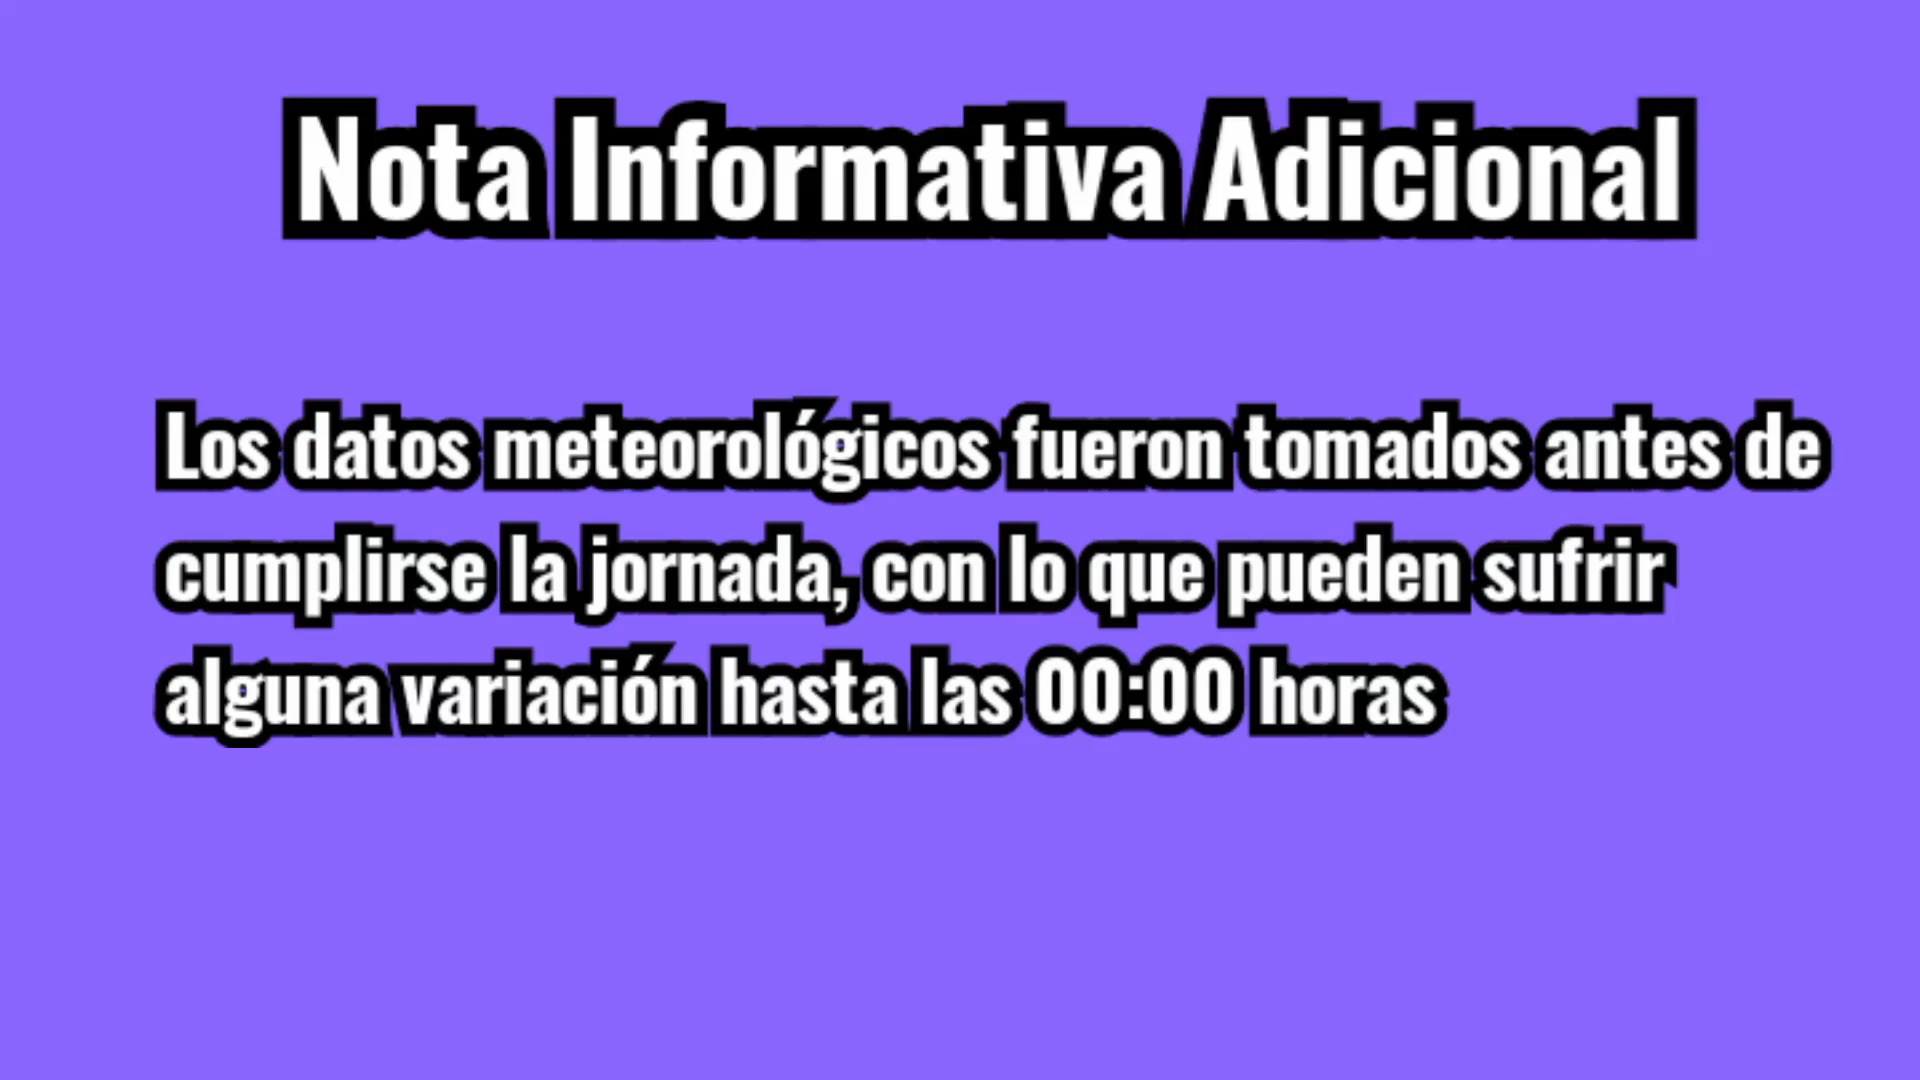 Nota Informativa Adicional
Los datos meteorológicos fueron tomados antes de
cumplirse la jornada, con lo que pueden sufrir
alguna variación hasta las 00:00 horas